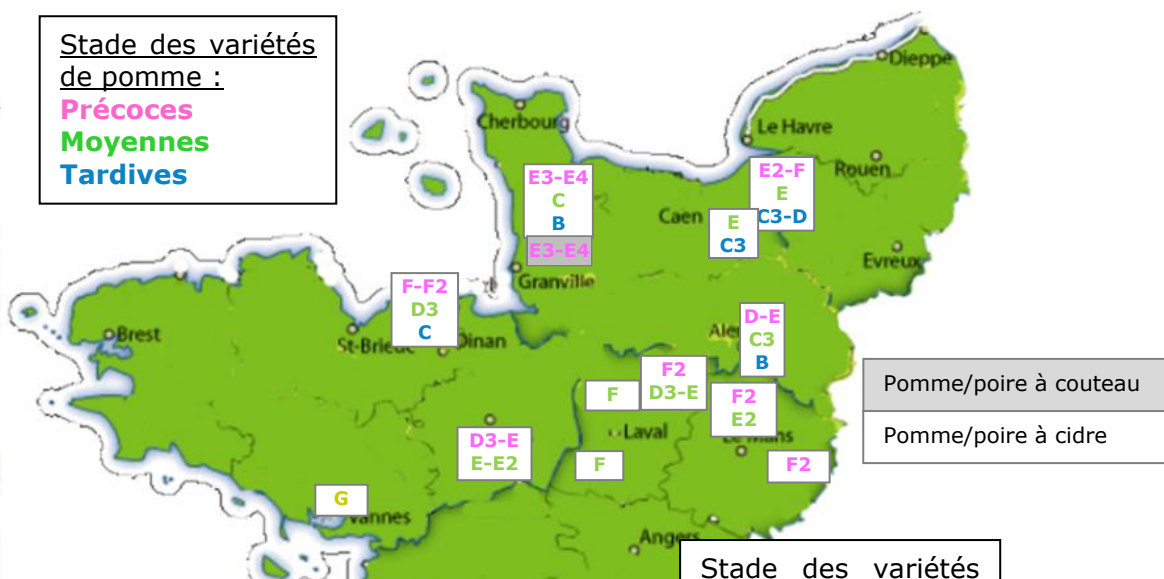 Stade des variétés
de pomme :
Précoces
Moyennes
Tardives
Dieppe
Cherbourg
Le Havre
Rouen
E3-E4
C
B
E3-E4
E2-F
E
C3-D
Caen
E
C3
Evreux
Granville
F-F2
D3
C
Brest
St-Brieuc
Dinan
D-E
C3
B
F2
D3-E
F
F2
E2
Pomme/poire à couteau
Pomme/poire à cidre
Laval
Le Mans
D3-E
E-E2
F
F2
G
Vannes
Angers
Stade des variétés